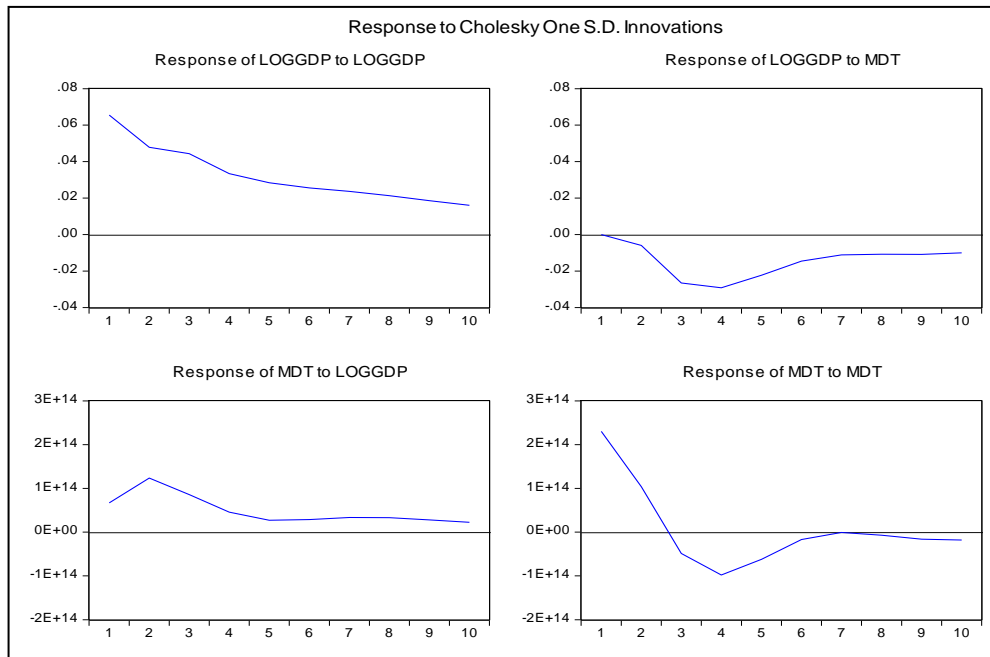 Response to Cholesky One S.D. Innovations
Response of LOGGDP to LOGGDP
.08
.06
.04
.02
.00
-.02
-.04
1 2 3 4 5 6 7 8 9 10
Response of LOGGDP to MDT
.08
.06
.04
.02
.00
-.02
-.04
1 2 3 4 5 6 7 8 9 10
Response of MDT to LOGGDP
3E+14
2E+14
1E+14
0E+00
-1E+14
-2E+14
1 2 3 4 5 6 7 8 9 10
Response of MDT to MDT
3E+14
2E+14
1E+14
0E+00
-1E+14
-2E+14
1 2 3 4 5 6 7 8 9 10